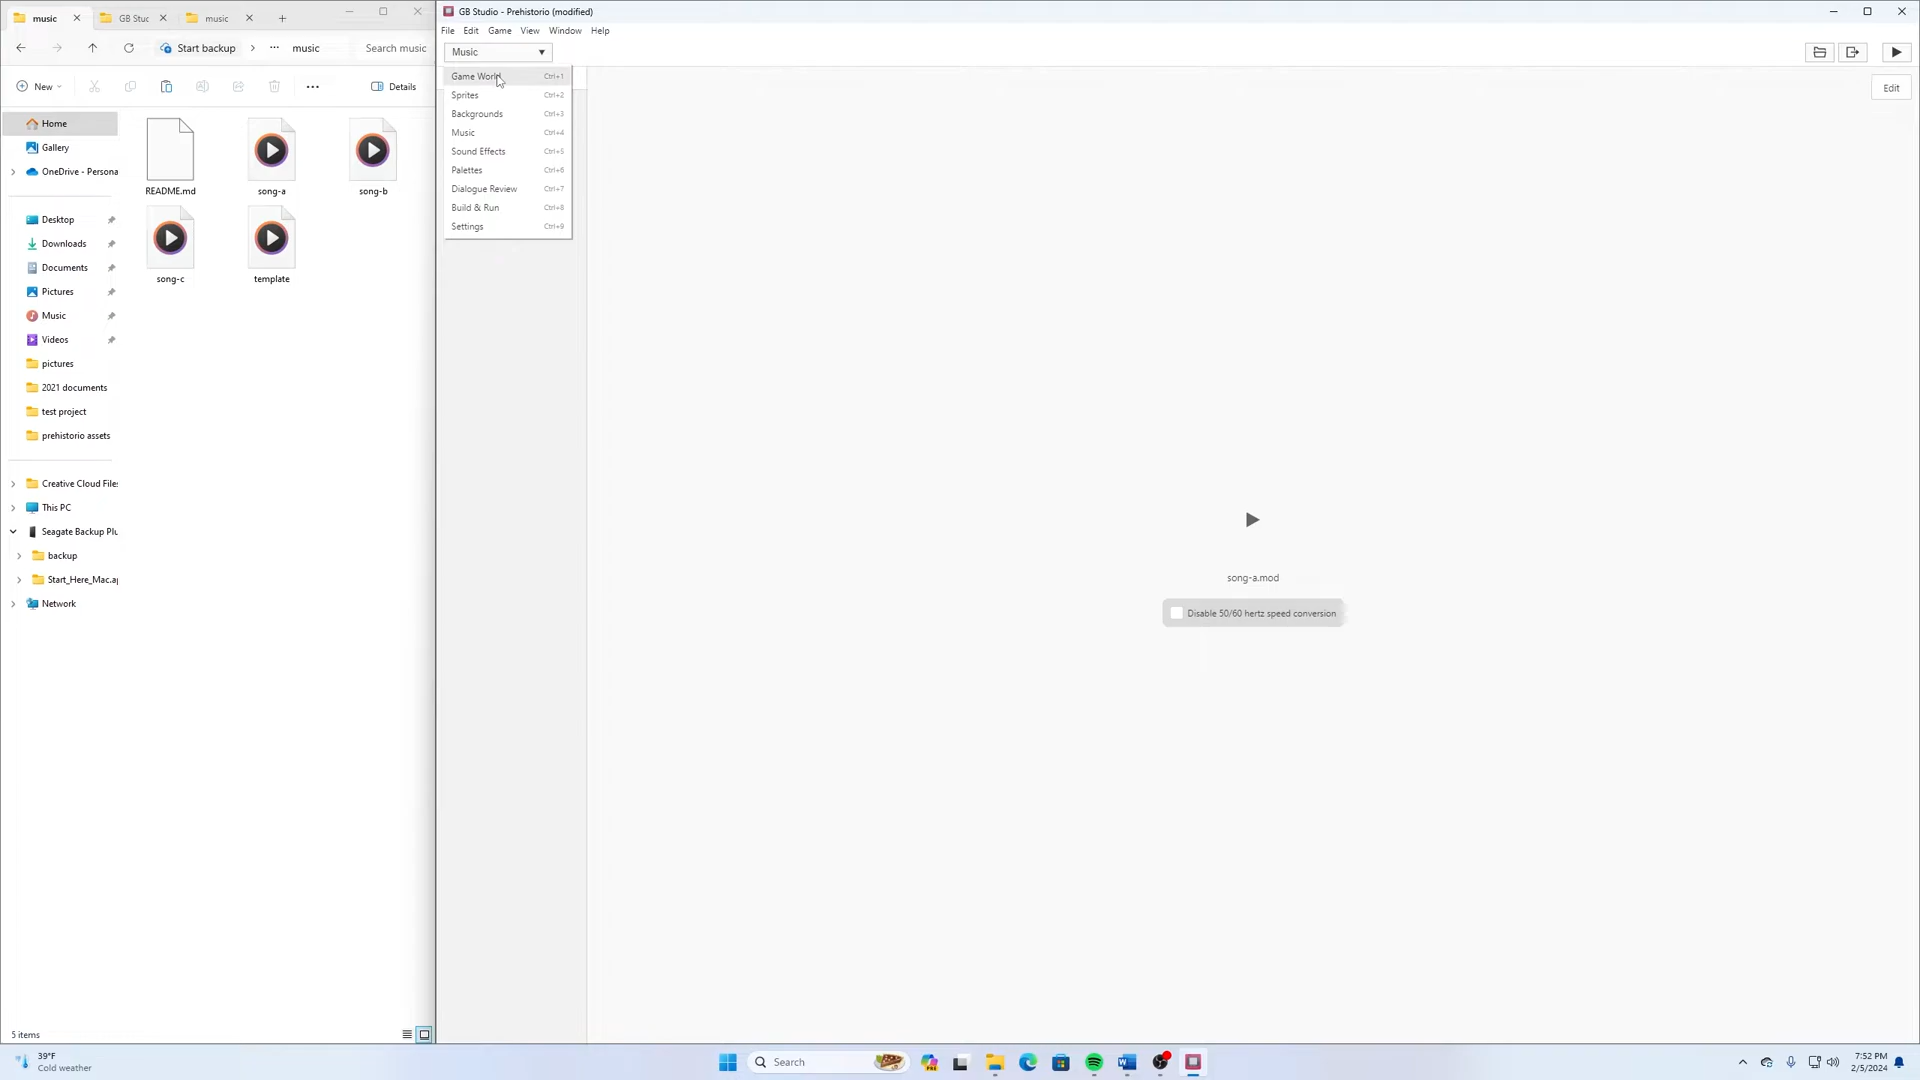 music
GB Stuc
music
Start backup
music
Search music
New
Details
Home
Gallery
OneDrive - Persona
Desktop
Downloads
Documents
Pictures
Music
Videos
pictures
2021 documents
test project
prehistorio assets
Creative Cloud Files
This PC
Seagate Backup Plu
backup
Start_Here_Mac.ap
Network
README.md
song-a
song-b
song-c
template
5 items
GB Studio - Prehistorio (modified)
File Edit Game View Window Help
Music
Game World Ctrl+1
Sprites Ctrl+2
Backgrounds Ctrl+3
Music Ctrl+4
Sound Effects Ctrl+5
Palettes Ctrl+6
Dialogue Review Ctrl+7
Build & Run Ctrl+8
Settings Ctrl+9
Edit
song-a.mod
Disable 50/60 hertz speed conversion
39°F
Cold weather
Search
PRE
7:52 PM
2/5/2024